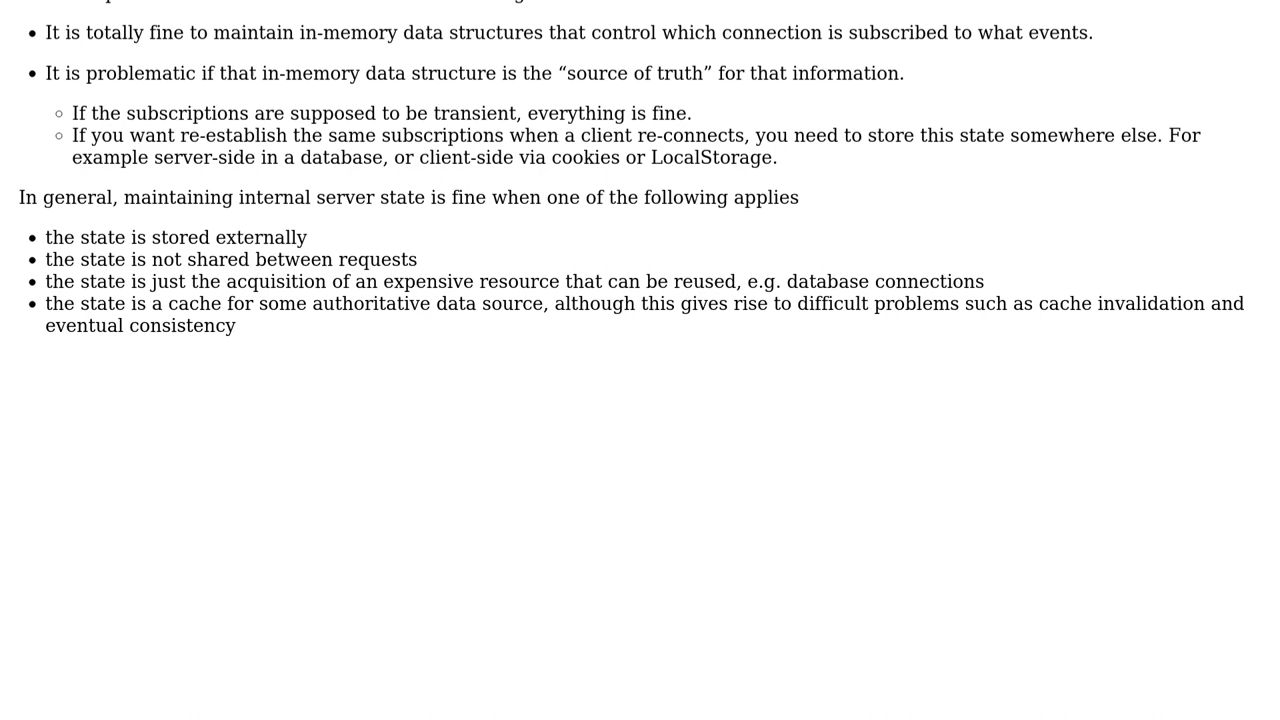 It is totally fine to maintain in-memory data structures that control which connection is subscribed to what events.
It is problematic if that in-memory data structure is the “source of truth” for that information.
If the subscriptions are supposed to be transient, everything is fine.
If you want re-establish the same subscriptions when a client re-connects, you need to store this state somewhere else. For
example server-side in a database, or client-side via cookies or LocalStorage.
In general, maintaining internal server state is fine when one of the following applies
the state is stored externally
the state is not shared between requests
the state is just the acquisition of an expensive resource that can be reused, e.g. database connections
the state is a cache for some authoritative data source, although this gives rise to difficult problems such as cache invalidation and
eventual consistency